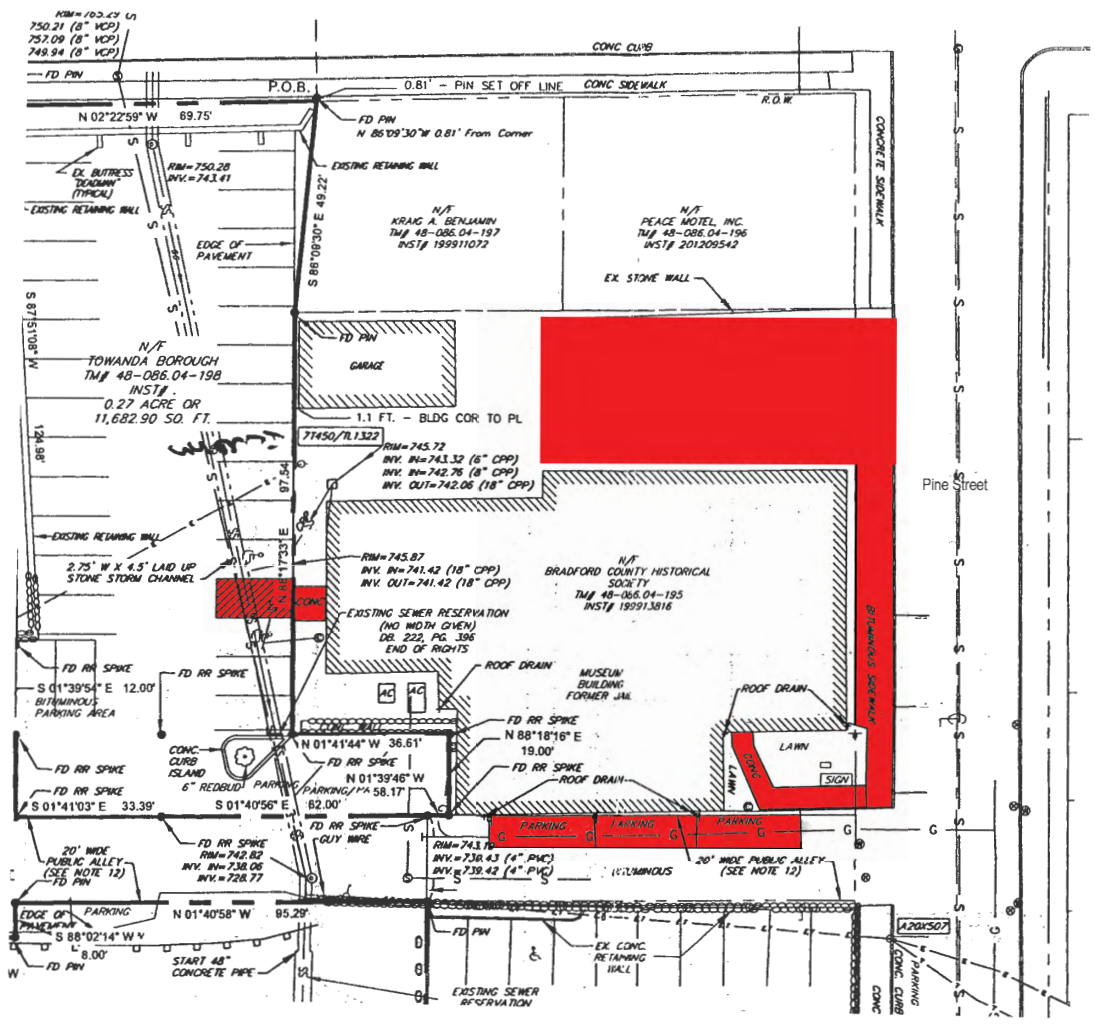 RIM=765.29
750.21 (8" VCP)
757.09 (8" VCP)
749.94 (8" VCP)
FD PIN
P.O.B.
0.81' - PIN SET OFF LINE
CONC SIDEWALK
CONC CURB
R.O.W.
N 02°22'59" W 69.75'
FD PIN
N 86°09'30" W 0.81' From Corner
CONCRETE SIDEWALK
EX. BUTTRESS
"DEADMAN"
(TYPICAL)
RIM=750.28
INV.=743.41
EXISTING RETAINING WALL
EXISTING RETAINING WALL
S 86°09'30" E 49.22'
N/F
KRAIG A. BENJAMIN
TM# 48-086.04-197
INST# 199911072
N/F
PEACE MOTEL, INC.
TM# 48-086.04-196
INST# 201209542
EDGE OF
PAVEMENT
EX. STONE WALL
S 87°51'08" W
124.98'
N/F
TOWANDA BOROUGH
TM# 48-086.04-198
INST#
0.27 ACRE OR
11,682.90 SQ. FT.
FD PIN
GARAGE
1.1 FT. - BLDG COR TO PL
7T450/TL1322
RIM=745.72
INV. IN=743.32 (6" CPP)
INV. IN=742.76 (8" CPP)
INV. OUT=742.06 (18" CPP)
97.54
Pine Street
EXISTING RETAINING WALL
2.75' W X 4.5' LAID UP
STONE STORM CHANNEL
RIM=745.87
INV. IN=741.42 (18" CPP)
INV. OUT=741.42 (18" CPP)
N/F
BRADFORD COUNTY HISTORICAL
SOCIETY
TM# 48-086.04-195
INST# 199913816
CONC
EXISTING SEWER RESERVATION
(NO WIDTH GIVEN)
DB. 222, PG. 396
END OF RIGHTS
BITUMINOUS SIDEWALK
FD RR SPIKE
S 01°39'54" E 12.00'
BITUMINOUS
PARKING AREA
FD RR SPIKE
ROOF DRAIN
AC
AC
MUSEUM
BUILDING
FORMER JAIL
ROOF DRAIN
CONC. WALL
FD RR SPIKE
N 01°41'44" W 36.61'
N 88°18'16" E
19.00'
LAWN
CONC.
CURB
ISLAND
FD RR SPIKE
FD RR SPIKE
N 01°39'46" W
58.17'
FD RR SPIKE
ROOF DRAIN
LAWN
CONC
SIGN
6" REDBUD
PARKING
S 01°41'03" E 33.39'
S 01°40'56" E 62.00'
FD RR SPIKE
FD RR SPIKE
GUY WIRE
PARKING
PARKING
PARKING
G
G
G
G
G
20' WIDE
PUBLIC ALLEY
(SEE NOTE 12)
RIM=742.82
INV. IN=738.06
INV.=728.77
INV. IN=739.43 (4" PVC)
INV.=739.42 (4" PVC)
BITUMINOUS
20' WIDE PUBLIC ALLEY
(SEE NOTE 12)
FD PIN
EDGE OF
PAVEMENT
PARKING
N 01°40'58" W 95.29'
S 88°02'14" W
8.00'
FD PIN
FD PIN
EX. CONC.
RETAINING
WALL
A20X507
START 48"
CONCRETE PIPE
EXISTING SEWER
RESERVATION
PARKING
CONC. CURB
CONC